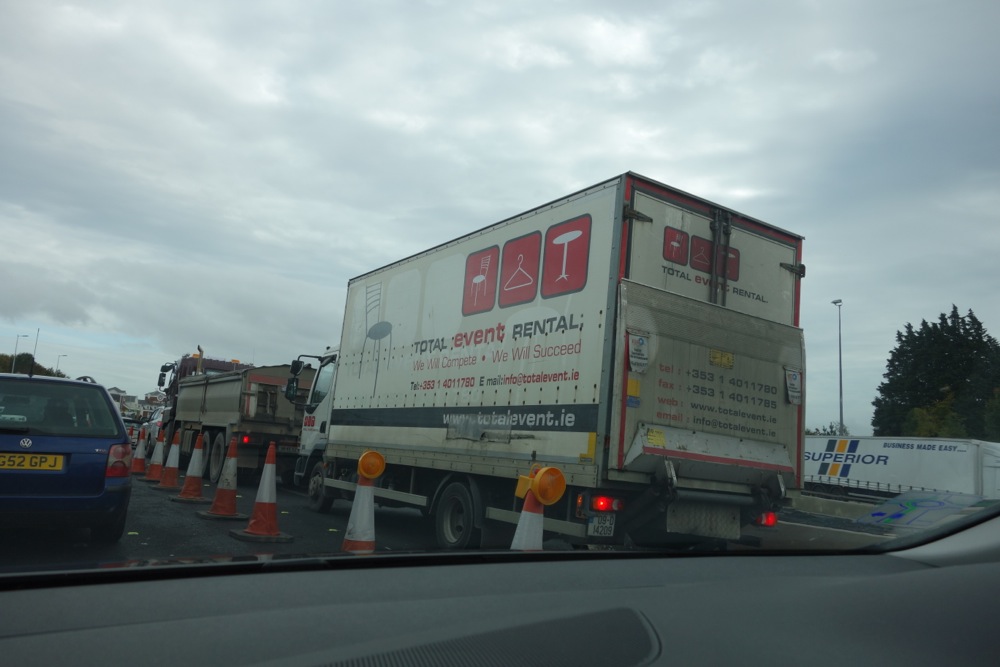 TOTAL event RENTAL.
We Will Compete • We Will Succeed
Tel:+353 1 4011780 E mail:info@totalevent.ie
www.totalevent.ie
TOTAL event RENTAL.
tel : +353 1 4011780
fax : +353 1 4011785
web : www.totalevent.ie
email : info@totalevent.ie
BUSINESS MADE EASY....
SUPERIOR